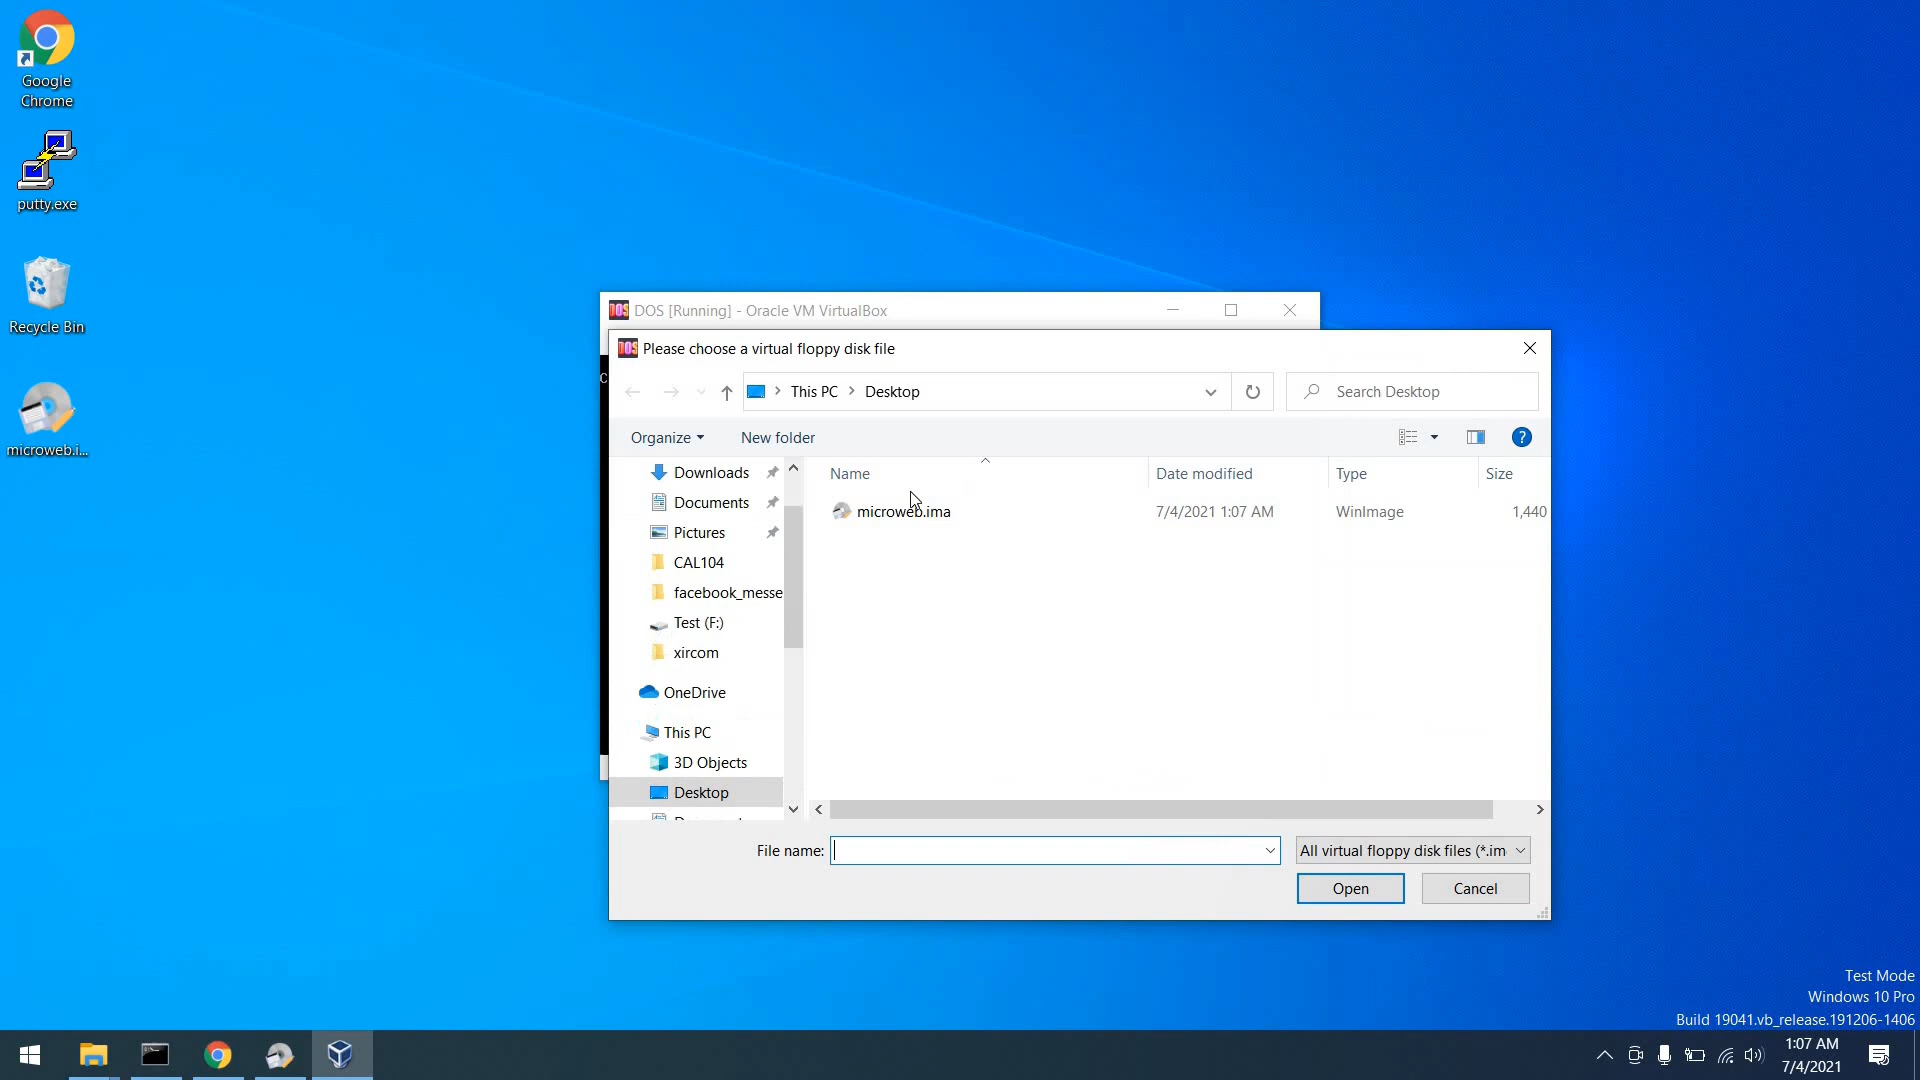 Google
Chrome
putty.exe
Recycle Bin
microweb.i...
DOS [Running] - Oracle VM VirtualBox
C
Please choose a virtual floppy disk file
This PC
Desktop
Search Desktop
Organize
New folder
Name
Date modified
Type
Size
microweb.ima
7/4/2021 1:07 AM
WinImage
1,440
Downloads
Documents
Pictures
CAL104
facebook_messe
Test (F:)
xircom
OneDrive
This PC
3D Objects
Desktop
File name:
All virtual floppy disk files (*.im
Open
Cancel
Test Mode
Windows 10 Pro
Build 19041.vb_release.191206-1406
1:07 AM
7/4/2021